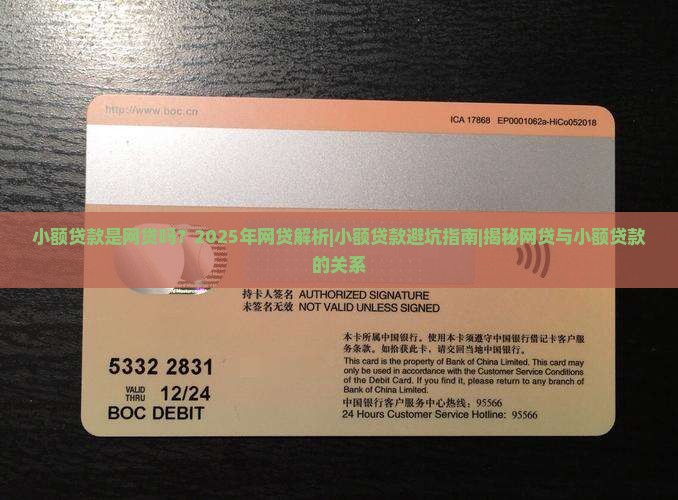 http://www.boc.cn
ICA 17868 EP0001062a-HiCo052018
小额贷款是网贷吗？2025年网贷解析|小额贷款避坑指南|揭秘网贷与小额贷款
的关系
持卡人签名 AUTHORIZED SIGNATURE
未签名无效 NOT VALID UNLESS SIGNED
本卡所属中国银行。使用本卡须遵守中国银行借记卡客户服
务条款。如拾获此卡，请交回当地中国银行。
This card is the property of Bank of China Limited. This card may
only be used in accordance with the Customer Service Conditions
of the Debit Card. If you find it, please return to any branch of
Bank of China Limited.
中国银行客户服务中心热线：95566
24 Hours Customer Service Hotline: 95566
5332 2831
VALID
THRU 12/24
BOC DEBIT